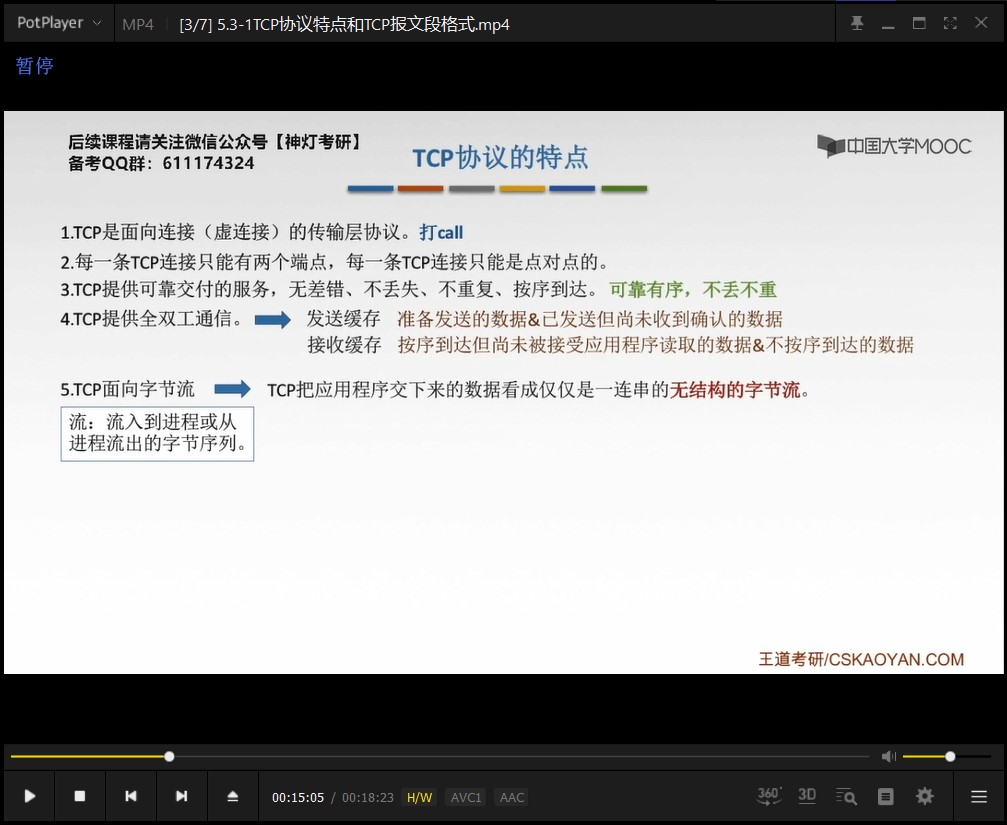 PotPlayer MP4 [3/7] 5.3-1TCP协议特点和TCP报文段格式.mp4
暂停
后续课程请关注微信公众号【神灯考研】
备考QQ群：611174324
TCP协议的特点
中国大学MOOC
1.TCP是面向连接（虚连接）的传输层协议。打call
2.每一条TCP连接只能有两个端点，每一条TCP连接只能是点对点的。
3.TCP提供可靠交付的服务，无差错、不丢失、不重复、按序到达。可靠有序，不丢不重
4.TCP提供全双工通信。 发送缓存 准备发送的数据&已发送但尚未收到确认的数据
接收缓存 按序到达但尚未被接受应用程序读取的数据&不按序到达的数据
5.TCP面向字节流 TCP把应用程序交下来的数据看成仅仅是一连串的无结构的字节流。
流：流入到进程或从
进程流出的字节序列。
王道考研/CSKAOYAN.COM
00:15:05 / 00:18:23 H/W AVC1 AAC 360° 3D